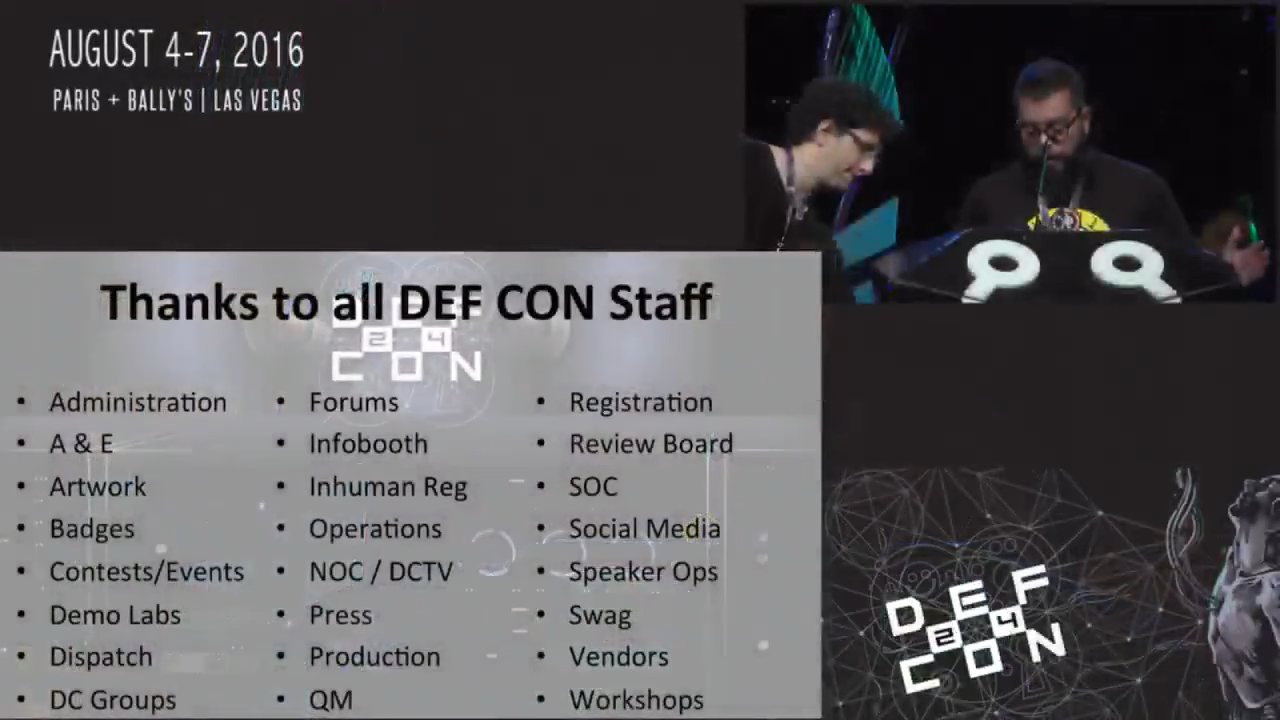 AUGUST 4-7, 2016
PARIS + BALLY'S | LAS VEGAS
Thanks to all DEF CON Staff
DEF
24
CON
• Administration
• A & E
• Artwork
• Badges
• Contests/Events
• Demo Labs
• Dispatch
• DC Groups
• Forums
• Infobooth
• Inhuman Reg
• Operations
• NOC / DCTV
• Press
• Production
• QM
• Registration
• Review Board
• SOC
• Social Media
• Speaker Ops
• Swag
• Vendors
• Workshops
DEF
24
CON